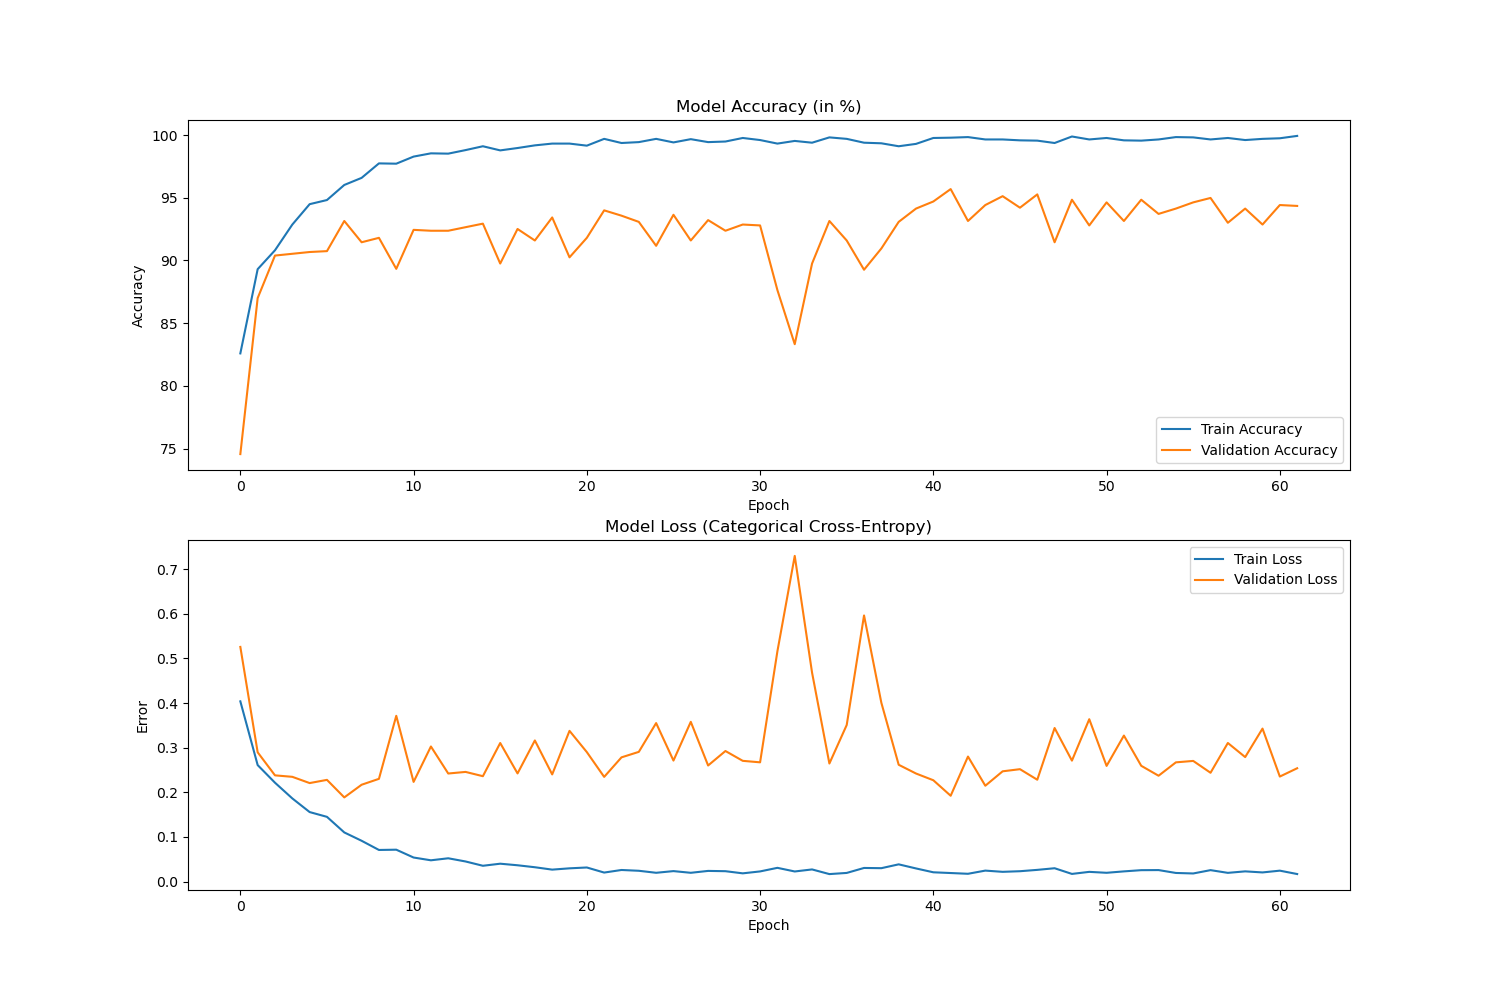 Model Accuracy (in %)
100
95
90
85
80
75
Accuracy
Train Accuracy
Validation Accuracy
0 10 20 30 40 50 60
Epoch
Model Loss (Categorical Cross-Entropy)
0.7
0.6
0.5
0.4
0.3
0.2
0.1
0.0
Error
Train Loss
Validation Loss
0 10 20 30 40 50 60
Epoch